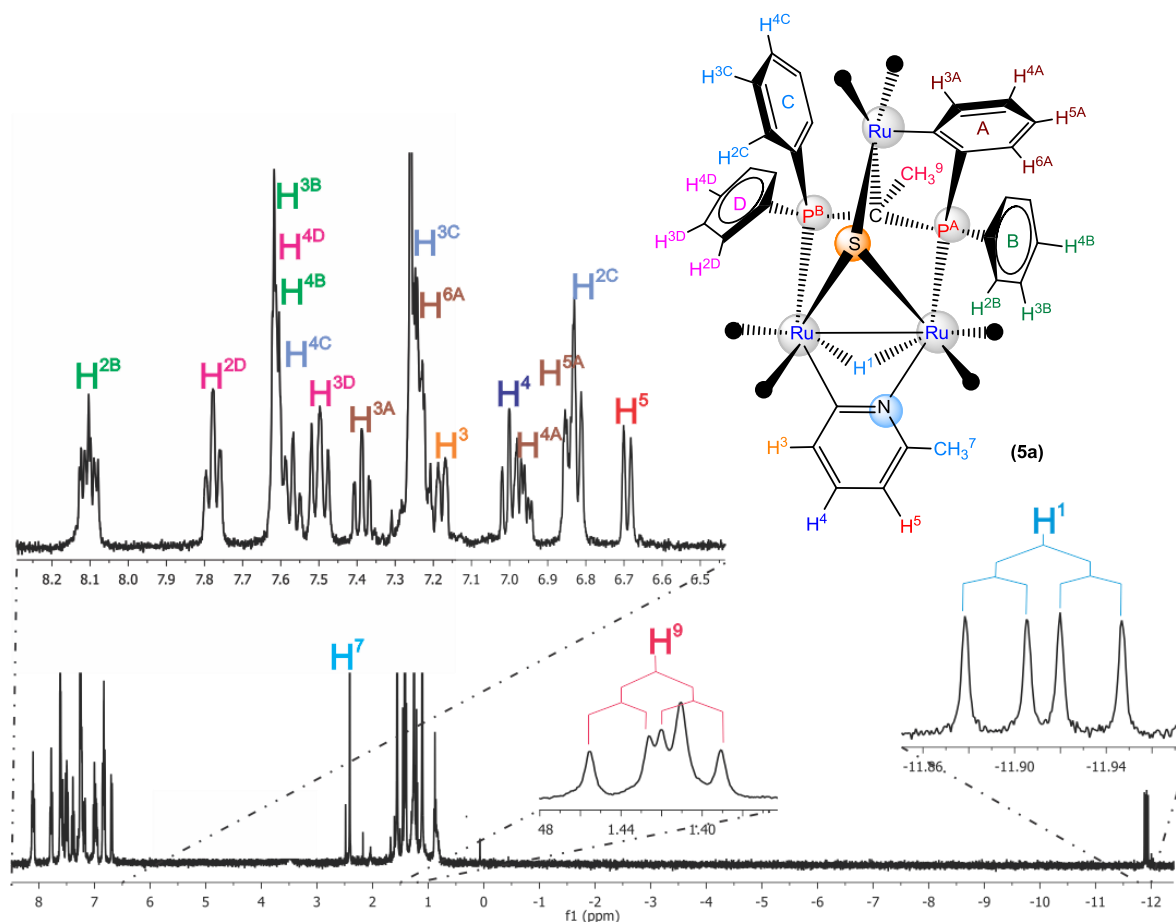 H4C
H3C
C
H2C
H4D
D
H3D
H2D
Ru
H3A
H4A
A
H5A
H6A
CH39
PB
C
PA
S
B
H4B
H2B
H3B
Ru
Ru
H1
N
H3
CH37
H4
H5
(5a)
H3B
H4D
H4B
H4C
H3C
H6A
H2C
H2B
H2D
H3D
H3A
H3
H4
H5A
H4A
H5
8.2 8.1 8.0 7.9 7.8 7.7 7.6 7.5 7.4 7.3 7.2 7.1 7.0 6.9 6.8 6.7 6.6 6.5
H1
-11.86 -11.90 -11.94
H7
H9
48 1.44 1.40
8 7 6 5 4 3 2 1 0 -1 -2 -3 -4 -5 -6 -7 -8 -9 -10 -11 -12
f1 (ppm)